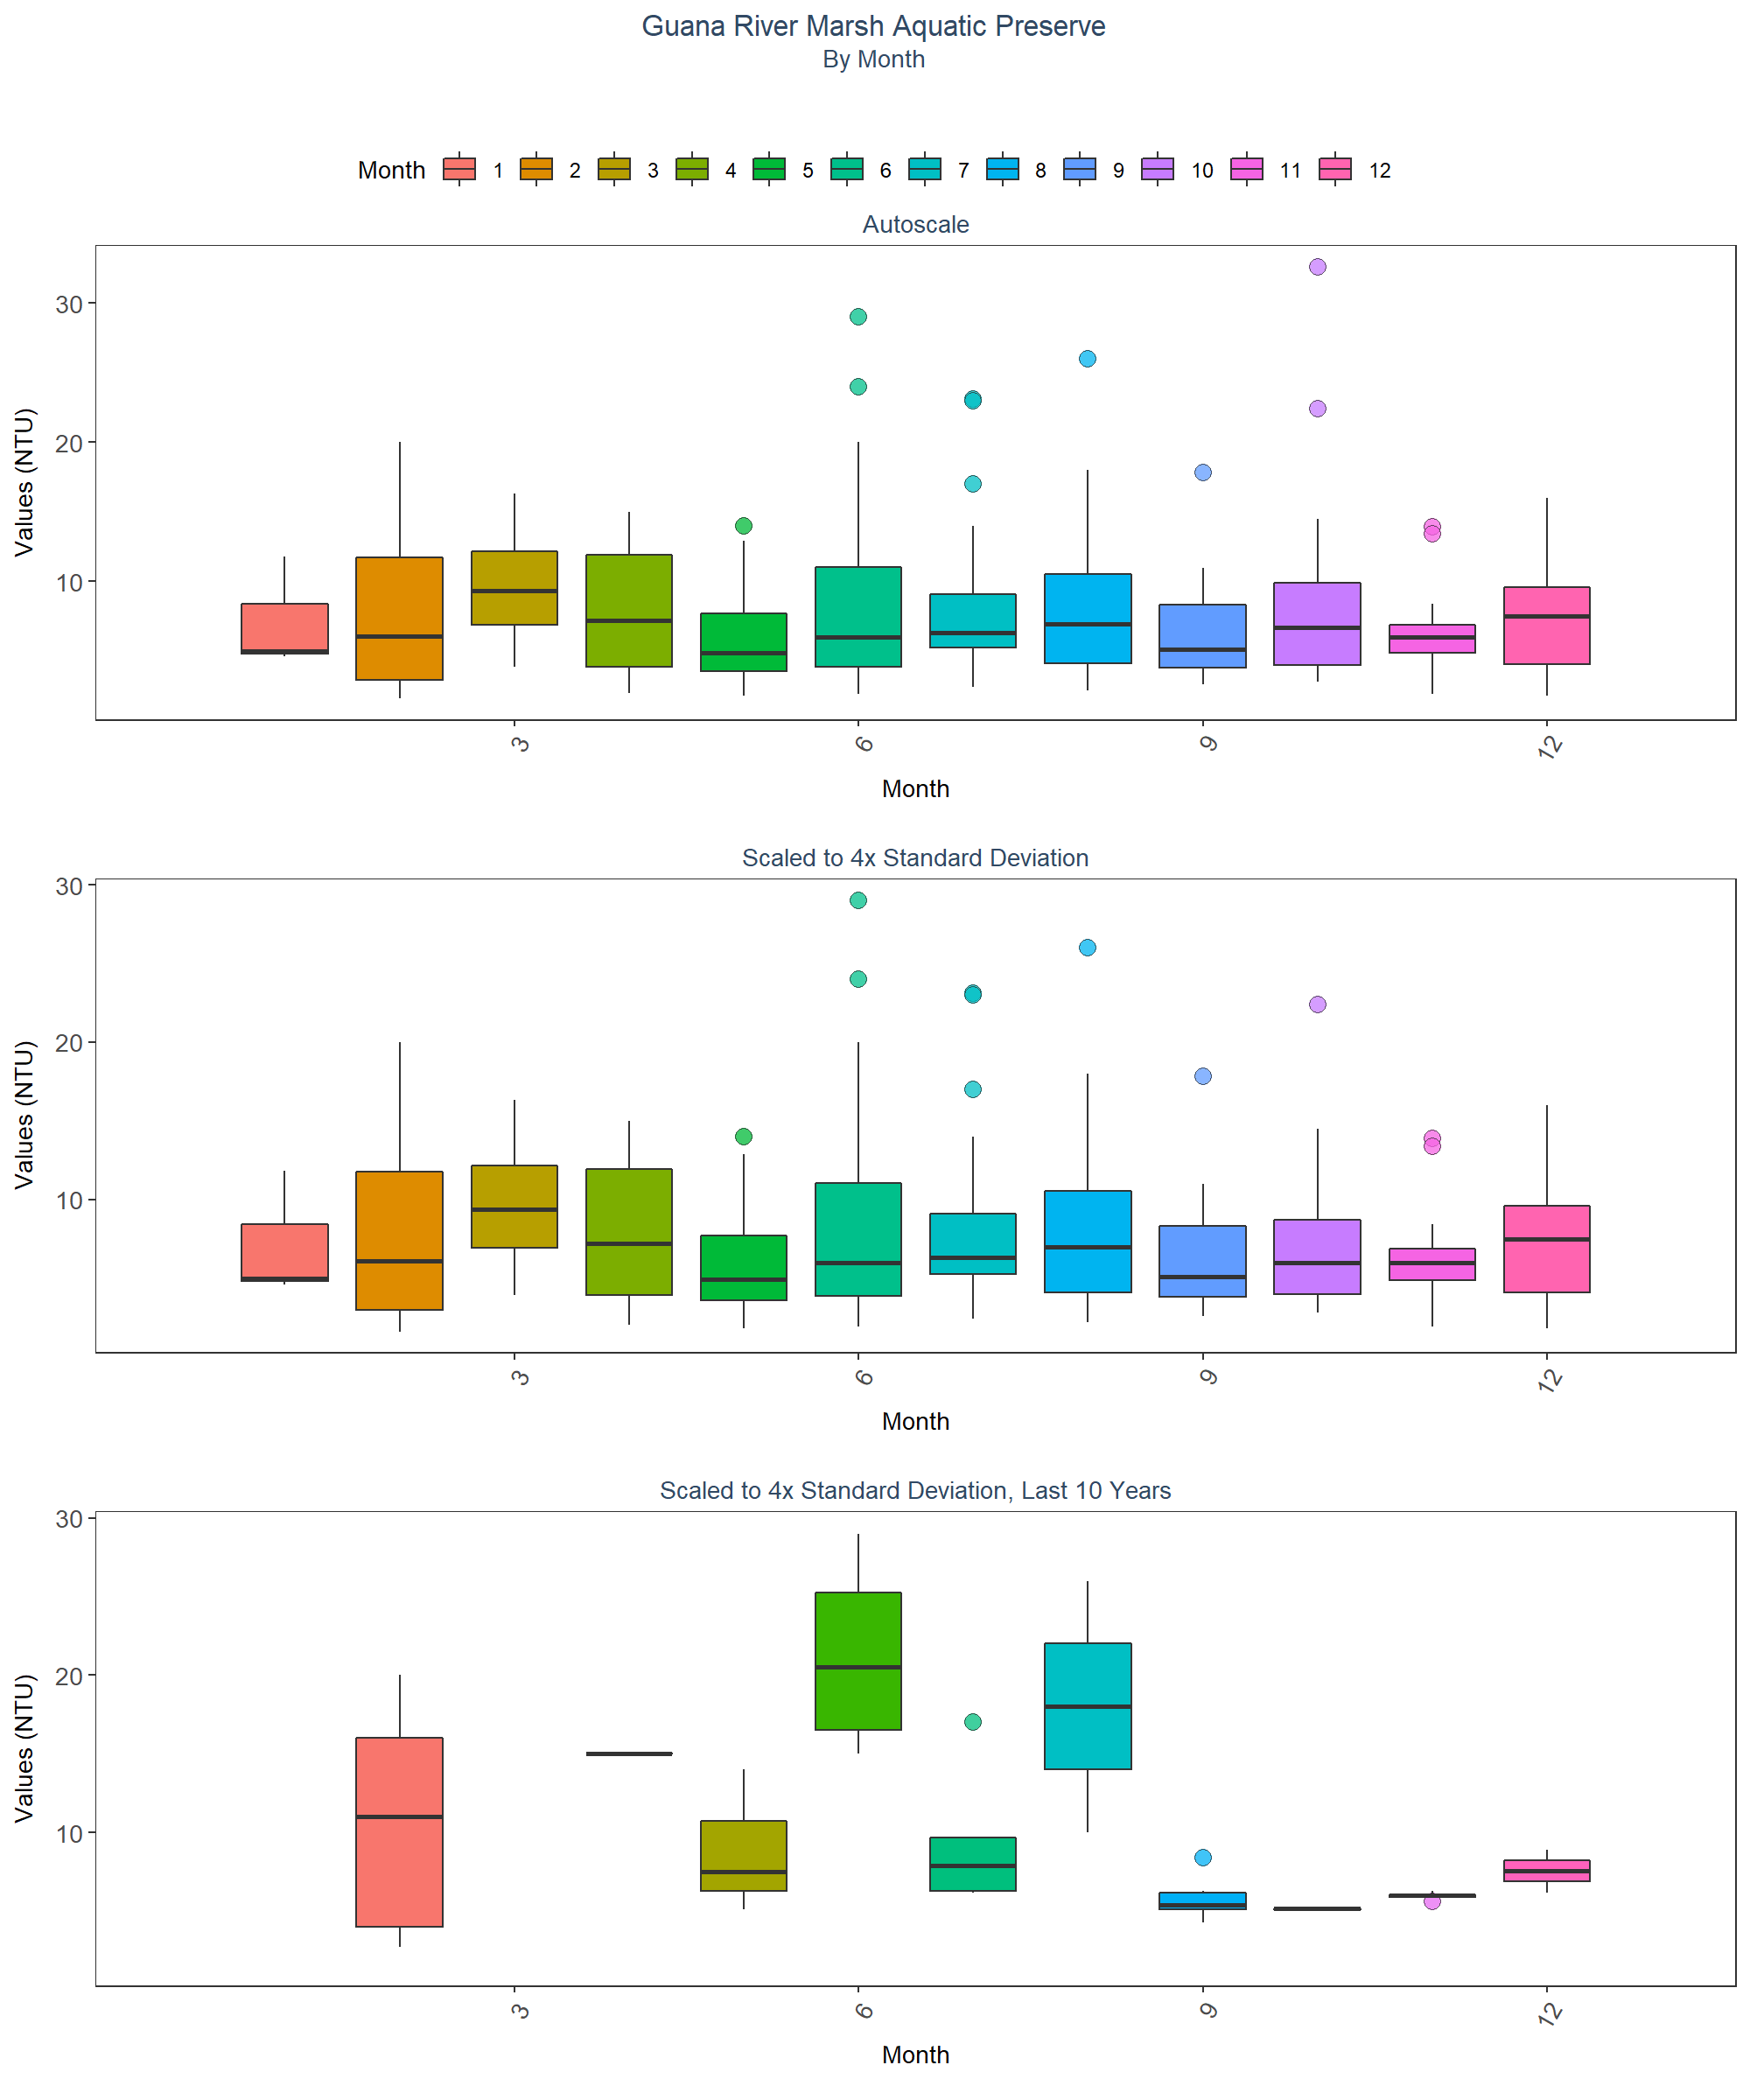 Guana River Marsh Aquatic Preserve
By Month
Month 1 2 3 4 5 6 7 8 9 10 11 12
Autoscale
Values (NTU)
30
20
10
3 6 9 12
Month
Scaled to 4x Standard Deviation
Values (NTU)
30
20
10
3 6 9 12
Month
Scaled to 4x Standard Deviation, Last 10 Years
Values (NTU)
30
20
10
3 6 9 12
Month